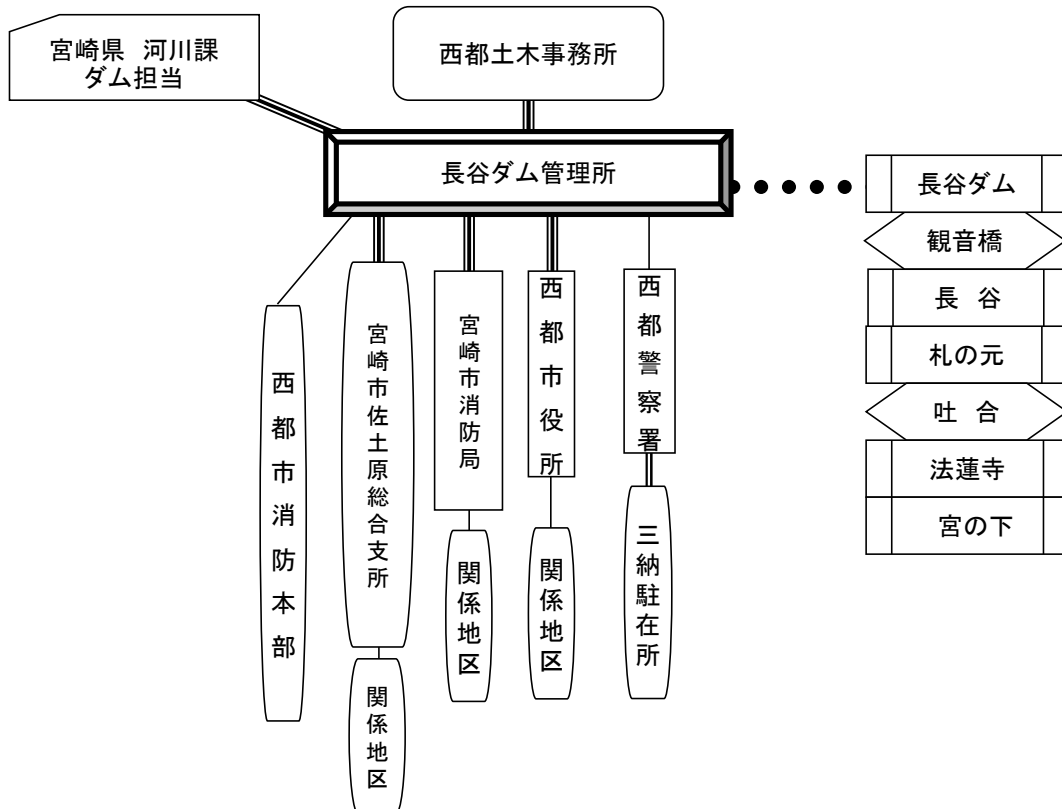 宮崎県 河川課
ダム担当
西都土木事務所
長谷ダム管理所
長谷ダム
観音橋
長 谷
札の元
吐 合
法蓮寺
宮の下
西都市消防本部
宮崎市佐土原総合支所
関係地区
宮崎市消防局
関係地区
西都市役所
関係地区
西都警察署
三納駐在所